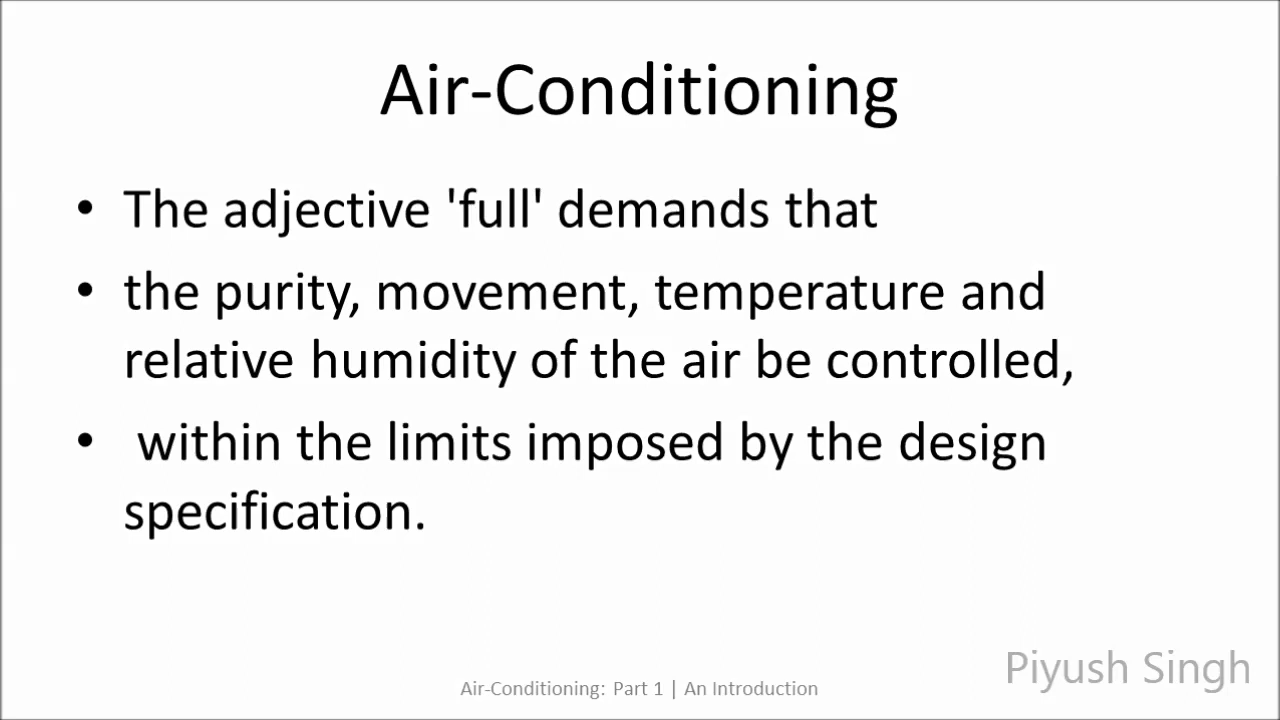 Air-Conditioning
• The adjective 'full' demands that
• the purity, movement, temperature and
relative humidity of the air be controlled,
• within the limits imposed by the design
specification.
Piyush Singh
Air-Conditioning: Part 1 | An Introduction